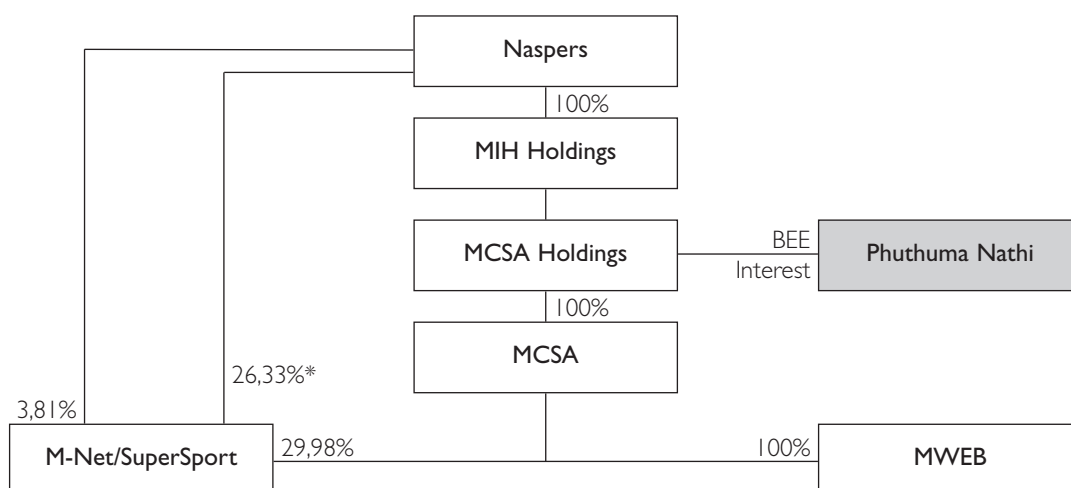 Naspers
100%
MIH Holdings
MCSA Holdings
BEE
Interest
Phuthuma Nathi
100%
MCSA
26,33%*
3,81%
M-Net/SuperSport
29,98%
100%
MWEB